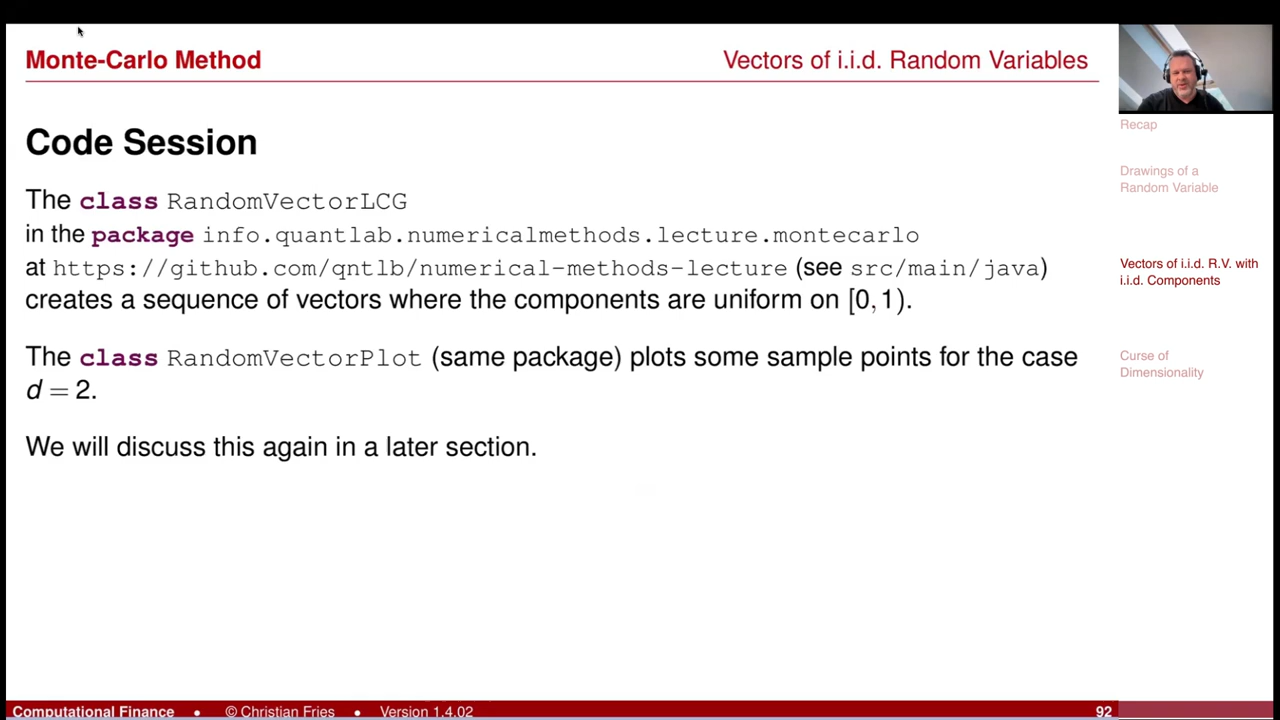 Monte-Carlo Method
Vectors of i.i.d. Random Variables
Code Session
The class RandomVectorLCG
in the package info.quantlab.numericalmethods.lecture.montecarlo
at https://github.com/qntlb/numerical-methods-lecture (see src/main/java)
creates a sequence of vectors where the components are uniform on [0, 1).
The class RandomVectorPlot (same package) plots some sample points for the case
d = 2.
We will discuss this again in a later section.
Recap
Drawings of a
Random Variable
Vectors of i.i.d. R.V. with
i.i.d. Components
Curse of
Dimensionality
Computational Finance • © Christian Fries • Version 1.4.02
92